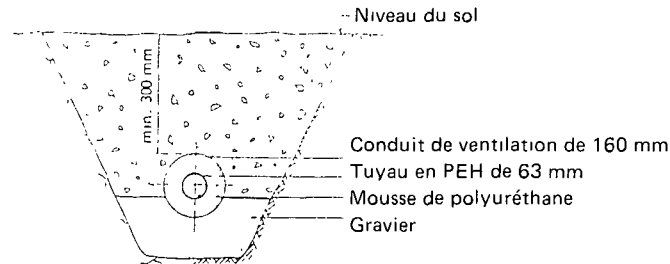 Niveau du sol
min. 300 mm
Conduit de ventilation de 160 mm
Tuyau en PEH de 63 mm
Mousse de polyuréthane
Gravier